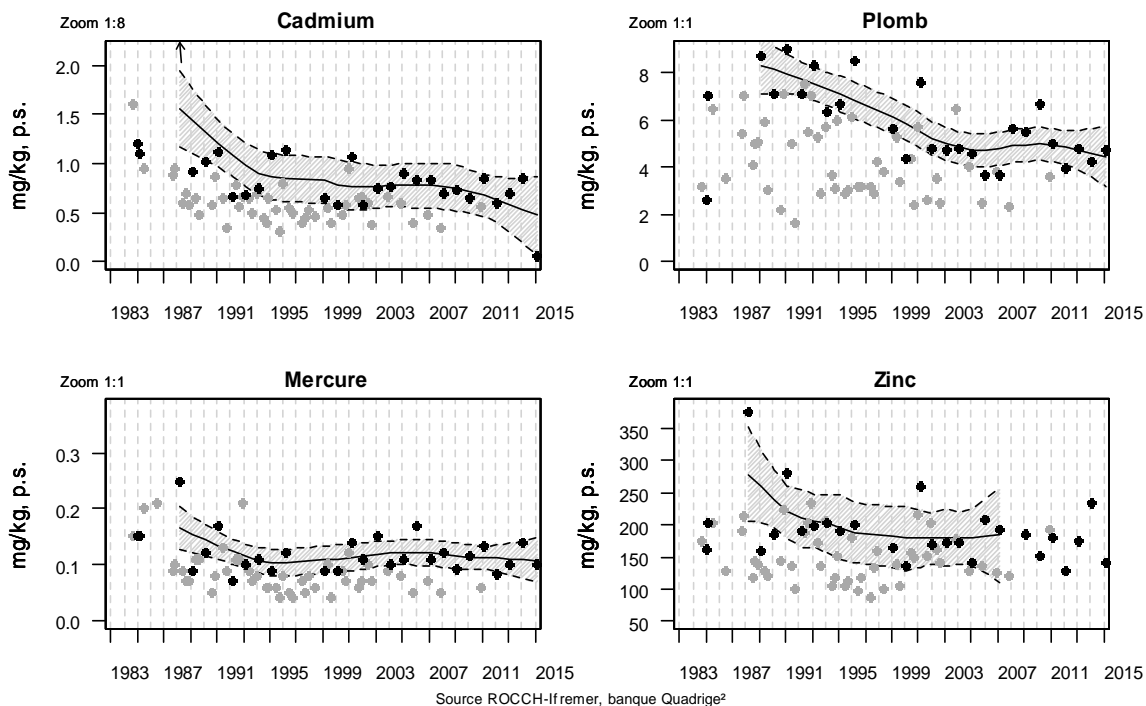 Zoom 1:8
Cadmium
mg/kg, p.s.
2.0
1.5
1.0
0.5
0.0
1983 1987 1991 1995 1999 2003 2007 2011 2015
Zoom 1:1
Plomb
mg/kg, p.s.
8
6
4
2
0
1983 1987 1991 1995 1999 2003 2007 2011 2015
Zoom 1:1
Mercure
mg/kg, p.s.
0.3
0.2
0.1
0.0
1983 1987 1991 1995 1999 2003 2007 2011 2015
Zoom 1:1
Zinc
mg/kg, p.s.
350
300
250
200
150
100
50
1983 1987 1991 1995 1999 2003 2007 2011 2015
Source ROCCH-Ifremer, banque Quadrige²